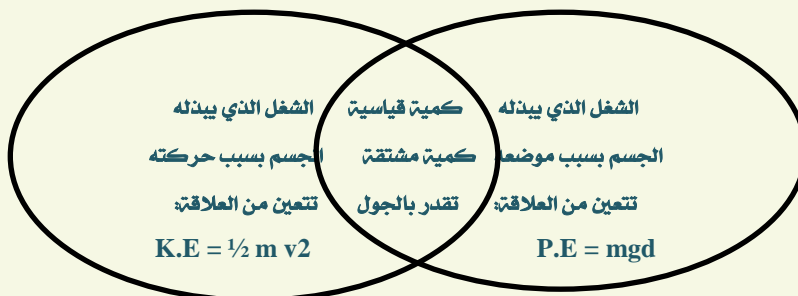 الشغل الذي يبذله
الجسم بسبب موضعه
تتعين من العلاقة:
P.E = mgd
كمية قياسية
كمية مشتقة
تقدر بالجول
الشغل الذي يبذله
الجسم بسبب حركته
تتعين من العلاقة:
K.E = ½ m v2